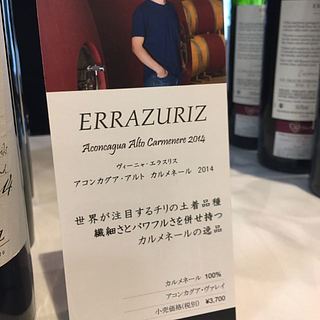 ERRAZURIZ
Aconcagua Alto Carmenere 2014
ヴィーニャ・エラスリス
アコンカグア・アルト カルメネール 2014
世界が注目するチリの土着品種
繊細さとパワフルさを併せ持つ
カルメネールの逸品
カルメネール 100%
アコンカグア・ヴァレイ
小売価格(税別) ¥3,700